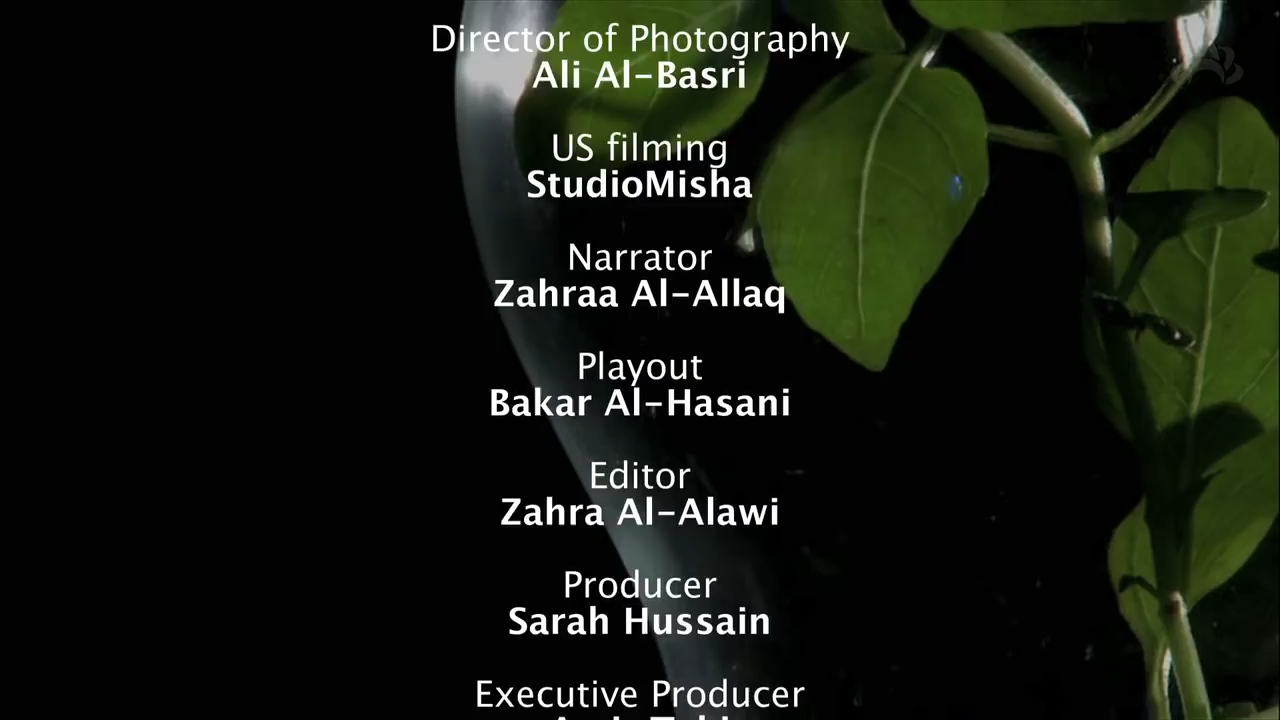 Director of Photography
Ali Al-Basri
US filming
StudioMisha
Narrator
Zahraa Al-Allaq
Playout
Bakar Al-Hasani
Editor
Zahra Al-Alawi
Producer
Sarah Hussain
Executive Producer